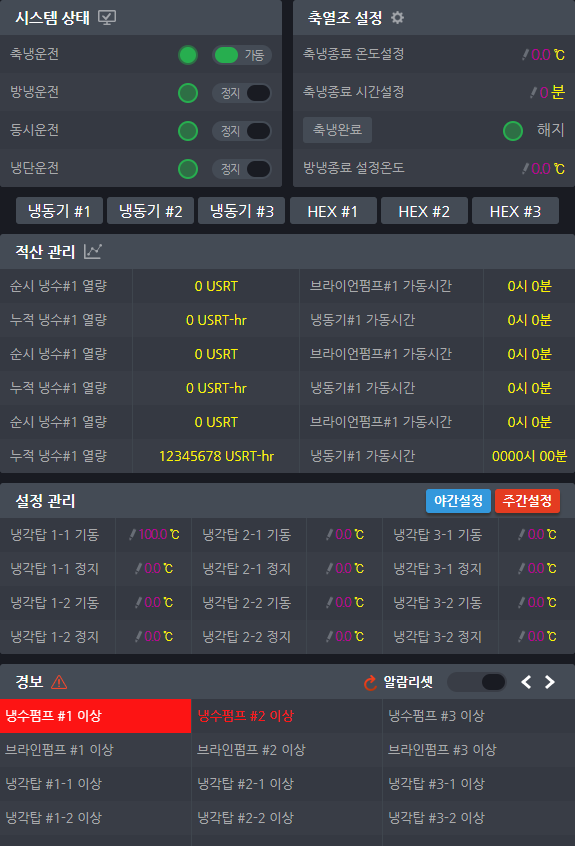 시스템 상태
축냉운전 가동
방냉운전 정지
동시운전 정지
냉단운전 정지
축열조 설정
축냉종료 온도설정 0.0 ℃
축냉종료 시간설정 0 분
축냉완료 해지
방냉종료 설정온도 0.0 ℃
냉동기 #1 냉동기 #2 냉동기 #3 HEX #1 HEX #2 HEX #3
적산 관리
순시 냉수#1 열량 0 USRT 브라이언펌프#1 가동시간 0시 0분
누적 냉수#1 열량 0 USRT-hr 냉동기#1 가동시간 0시 0분
순시 냉수#1 열량 0 USRT 브라이언펌프#1 가동시간 0시 0분
누적 냉수#1 열량 0 USRT-hr 냉동기#1 가동시간 0시 0분
순시 냉수#1 열량 0 USRT 브라이언펌프#1 가동시간 0시 0분
누적 냉수#1 열량 12345678 USRT-hr 냉동기#1 가동시간 0000시 00분
설정 관리 야간설정 주간설정
냉각탑 1-1 기동 100.0 ℃ 냉각탑 2-1 기동 0.0 ℃ 냉각탑 3-1 기동 0.0 ℃
냉각탑 1-1 정지 0.0 ℃ 냉각탑 2-1 정지 0.0 ℃ 냉각탑 3-1 정지 0.0 ℃
냉각탑 1-2 기동 0.0 ℃ 냉각탑 2-2 기동 0.0 ℃ 냉각탑 3-2 기동 0.0 ℃
냉각탑 1-2 정지 0.0 ℃ 냉각탑 2-2 정지 0.0 ℃ 냉각탑 3-2 정지 0.0 ℃
경보 알람리셋
냉수펌프 #1 이상 냉수펌프 #2 이상 냉수펌프 #3 이상
브라인펌프 #1 이상 브라인펌프 #2 이상 브라인펌프 #3 이상
냉각탑 #1-1 이상 냉각탑 #2-1 이상 냉각탑 #3-1 이상
냉각탑 #1-2 이상 냉각탑 #2-2 이상 냉각탑 #3-2 이상